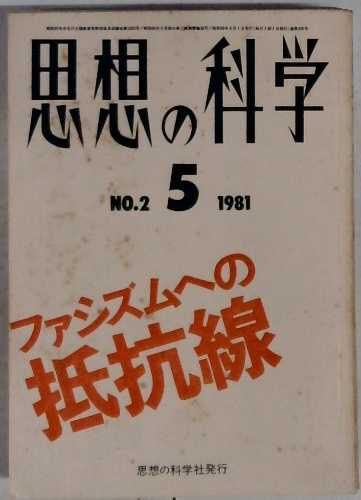 思想の科学
NO.2 5 1981
ファシズムへの
抵抗線
思想の科学社発行